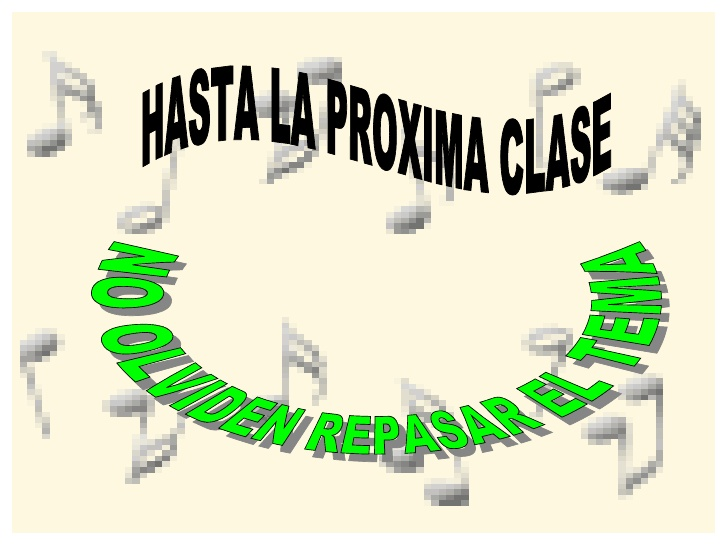 HASTA LA PROXIMA CLASE
NO OLVIDEN REPASAR EL TEMA